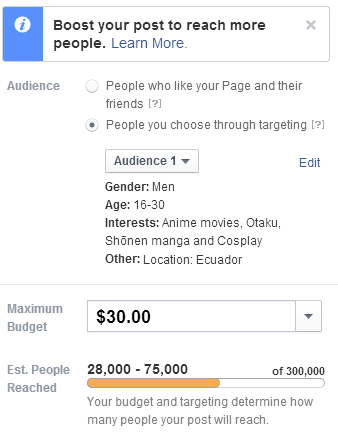 Boost your post to reach more
people. Learn More.
Audience
People who like your Page and their
friends [?]
People you choose through targeting [?]
Audience 1
Edit
Gender: Men
Age: 16-30
Interests: Anime movies, Otaku,
Shōnen manga and Cosplay
Other: Location: Ecuador
Maximum
Budget
$30.00
Est. People
Reached
28,000 - 75,000
of 300,000
Your budget and targeting determine how
many people your post will reach.